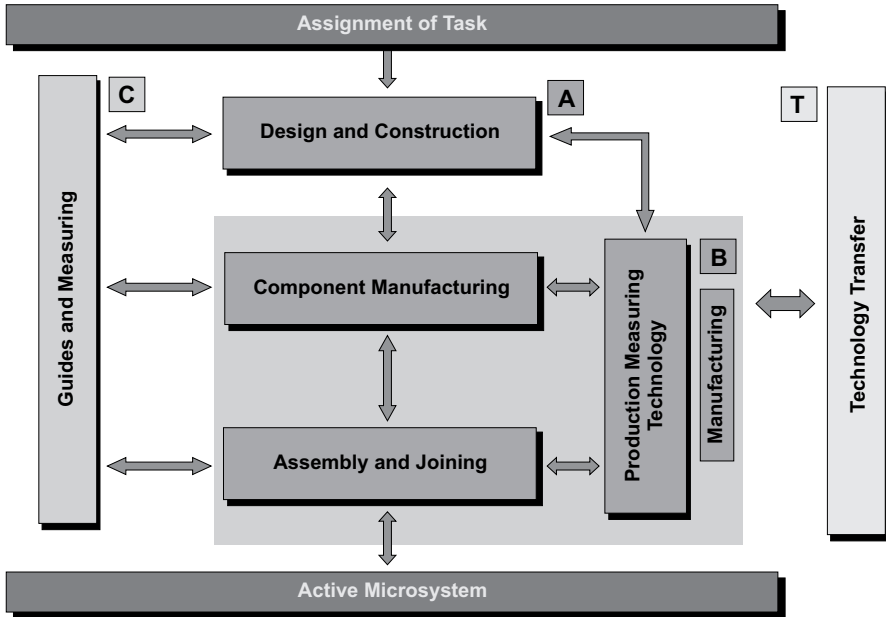 Assignment of Task
C
A
T
Design and Construction
Guides and Measuring
B
Component Manufacturing
Production Measuring
Technology
Manufacturing
Technology Transfer
Assembly and Joining
Active Microsystem